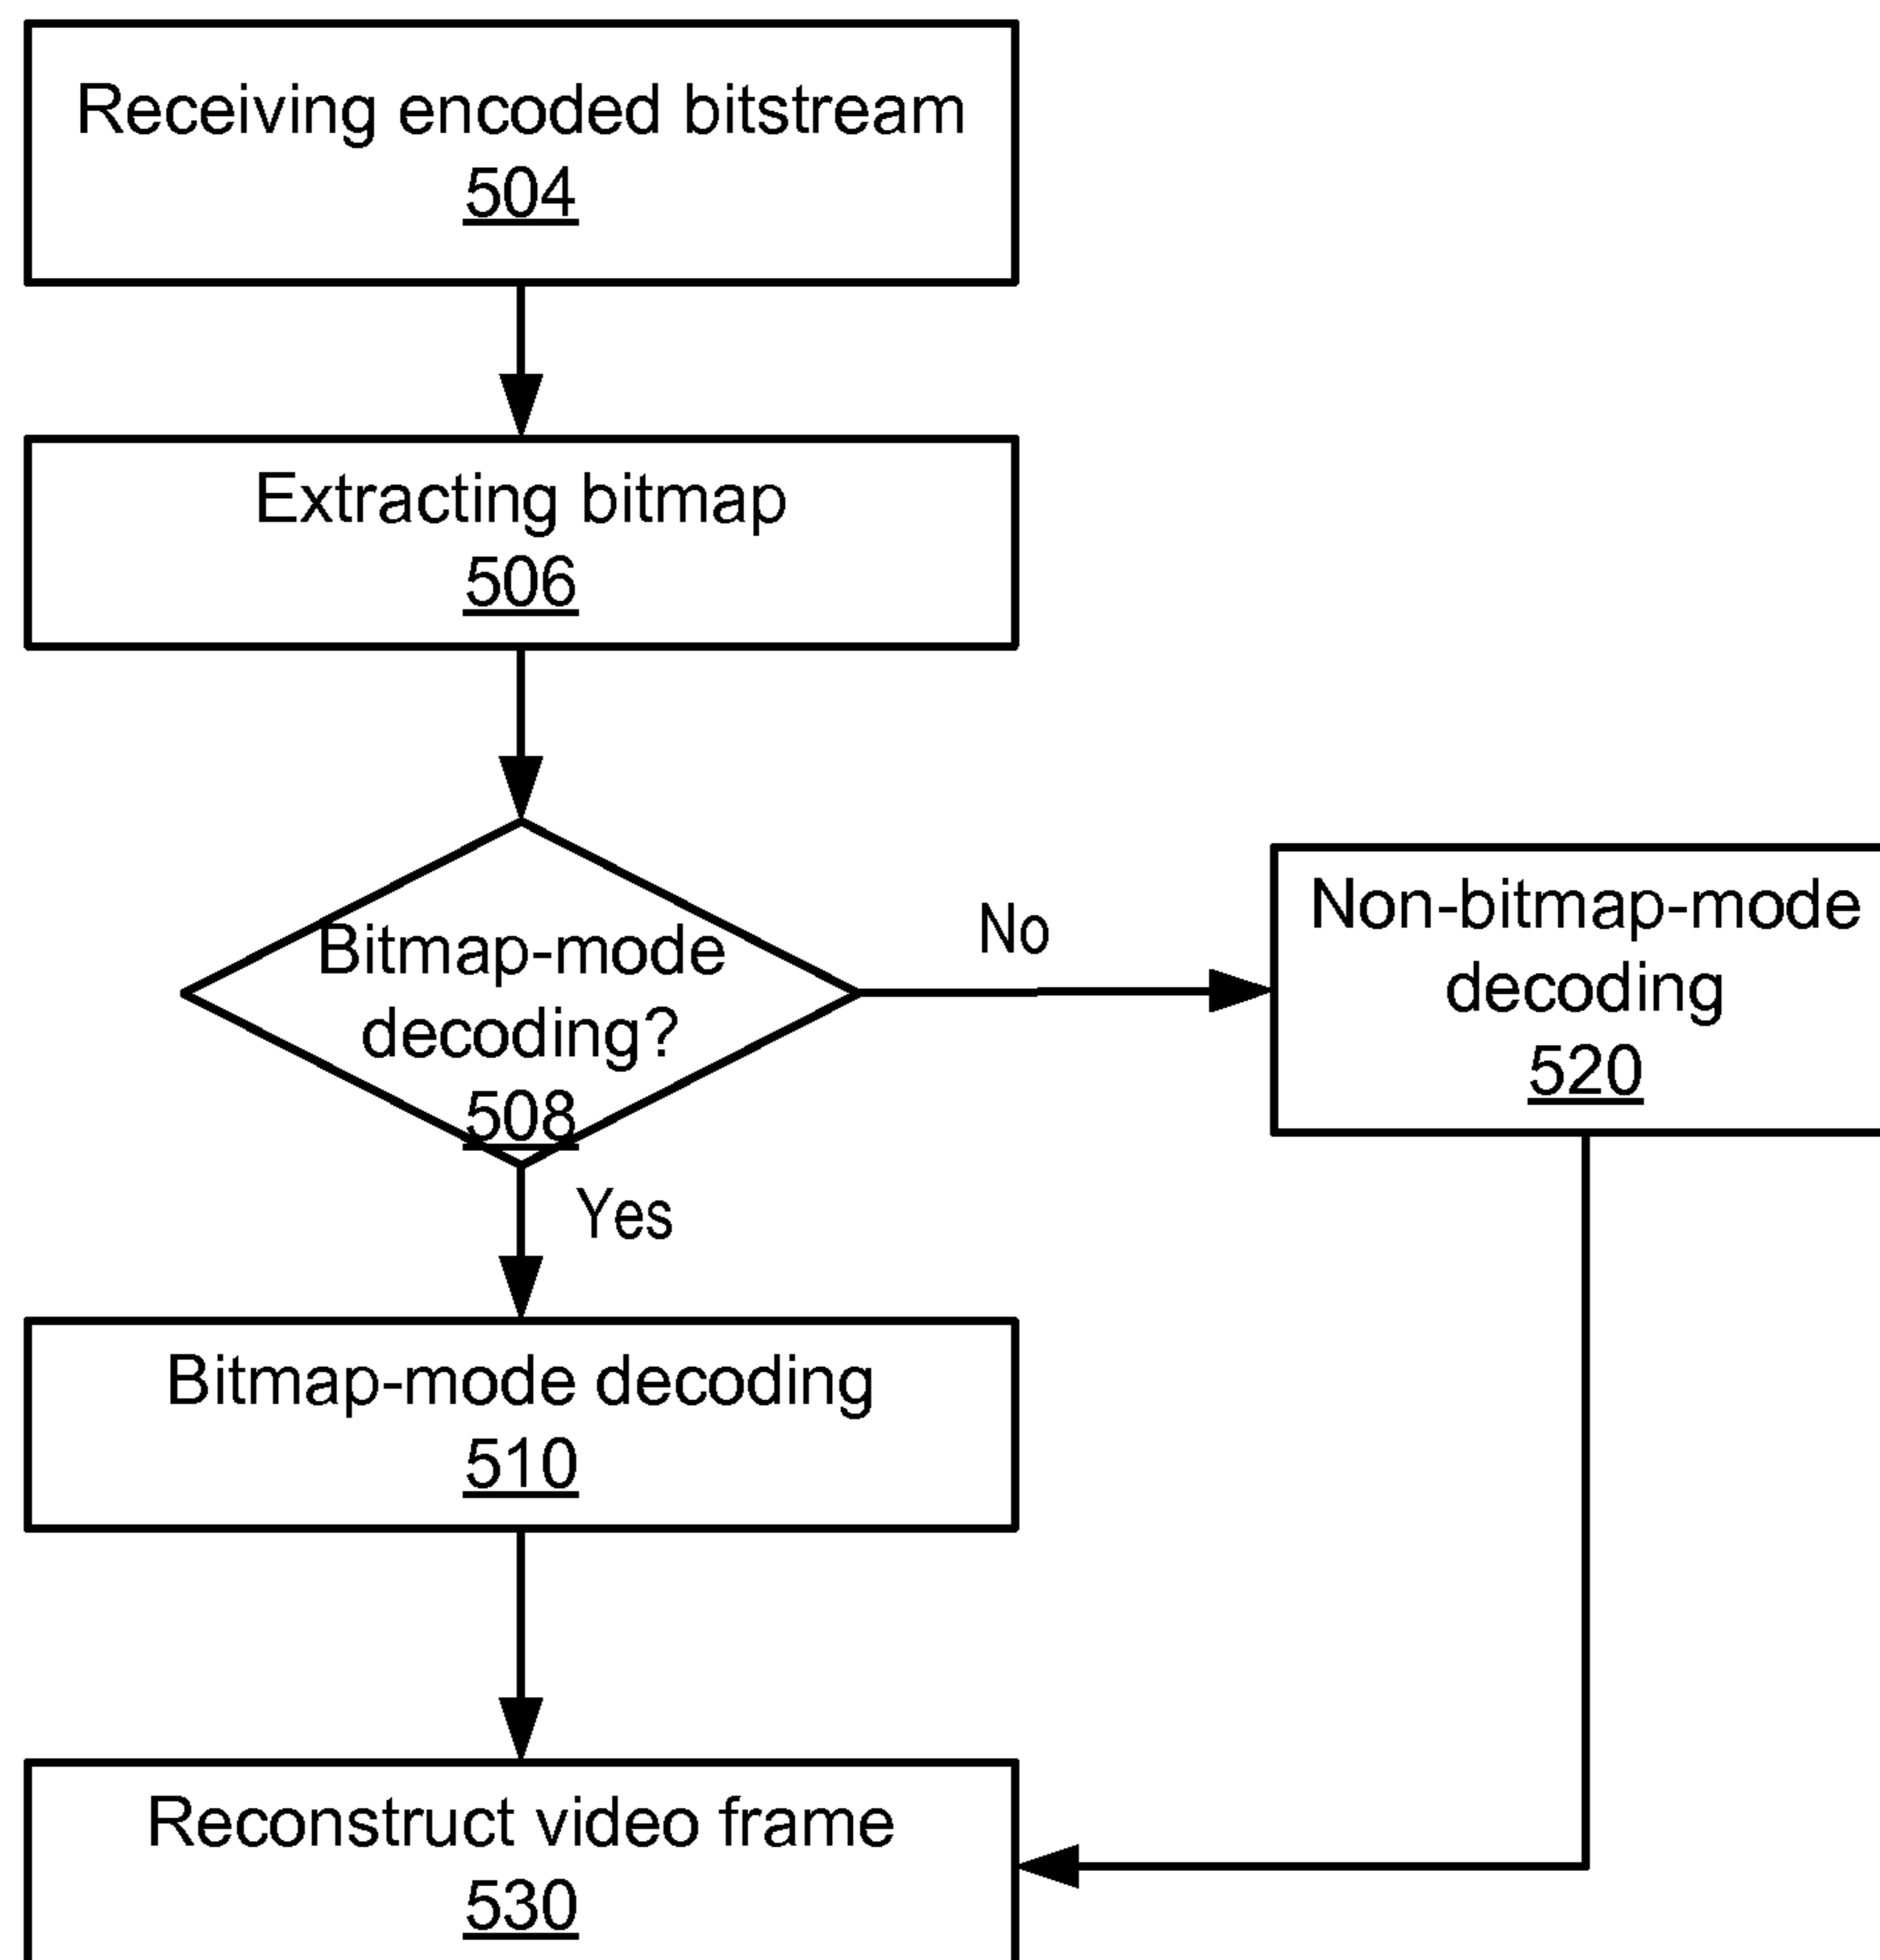 Receiving encoded bitstream
504
Extracting bitmap
506
Bitmap-mode
decoding?
508
No
Non-bitmap-mode
decoding
520
Yes
Bitmap-mode decoding
510
Reconstruct video frame
530